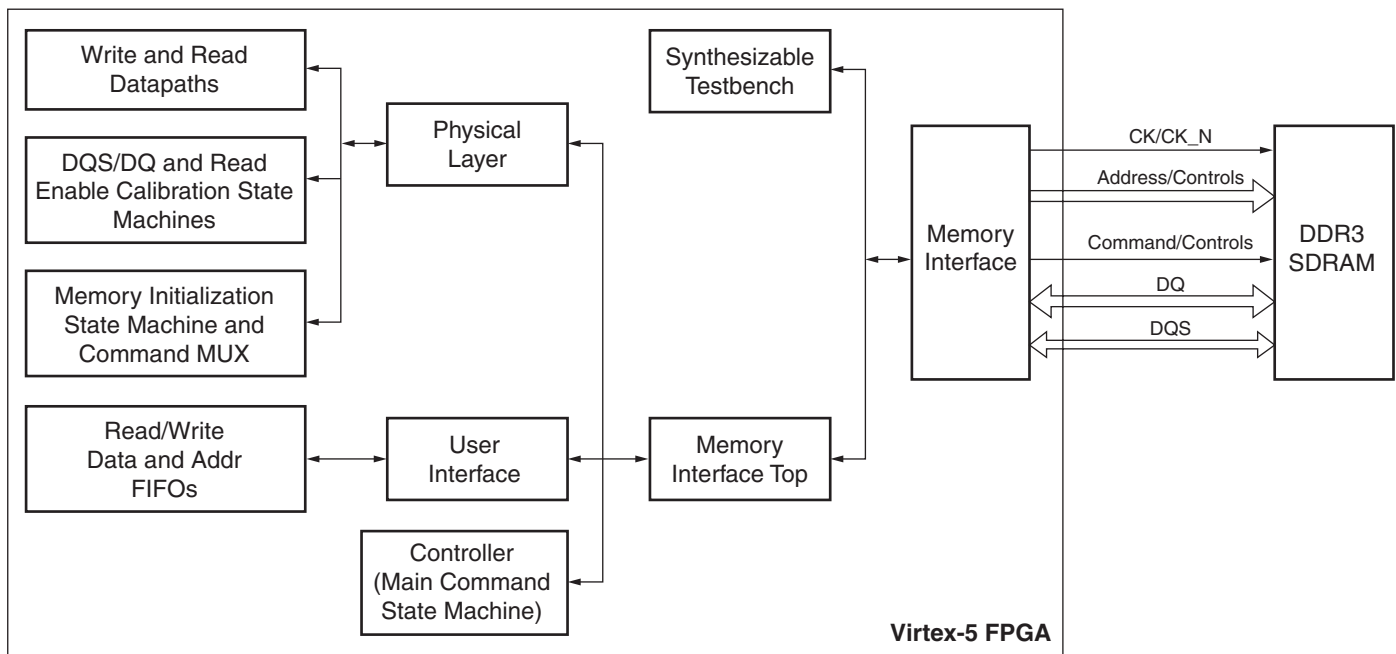 Write and Read
Datapaths
DQS/DQ and Read
Enable Calibration State
Machines
Memory Initialization
State Machine and
Command MUX
Read/Write
Data and Addr
FIFOs
Physical
Layer
User
Interface
Controller
(Main Command
State Machine)
Synthesizable
Testbench
Memory
Interface Top
Memory
Interface
CK/CK_N
Address/Controls
Command/Controls
DQ
DQS
DDR3
SDRAM
Virtex-5 FPGA